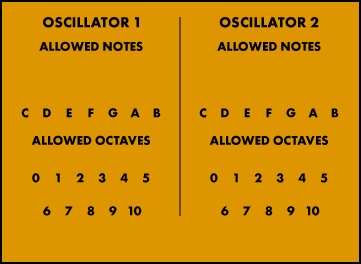 OSCILLATOR 1
ALLOWED NOTES
C D E F G A B
ALLOWED OCTAVES
0 1 2 3 4 5
6 7 8 9 10
OSCILLATOR 2
ALLOWED NOTES
C D E F G A B
ALLOWED OCTAVES
0 1 2 3 4 5
6 7 8 9 10